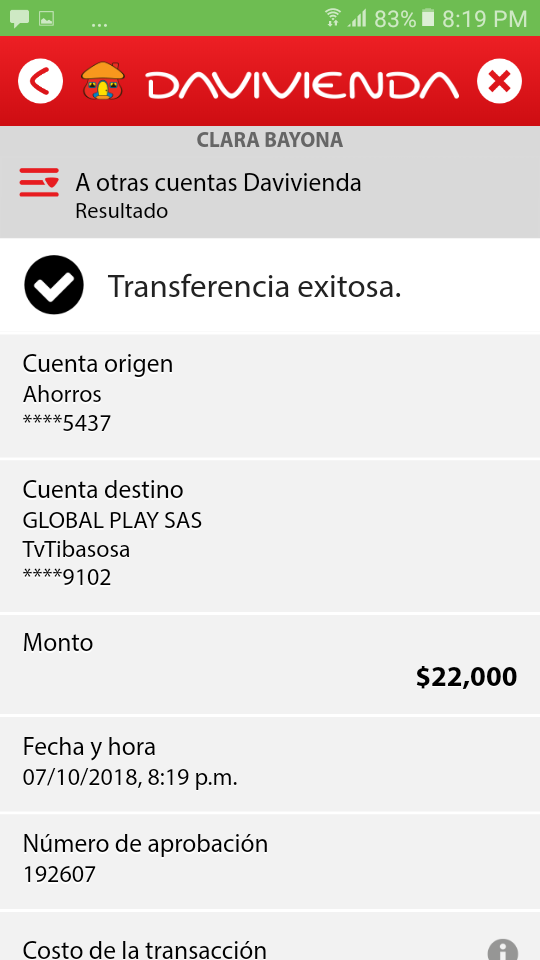 ... 83% 8:19 PM
DAVIVIENDA
CLARA BAYONA
A otras cuentas Davivienda
Resultado
Transferencia exitosa.
Cuenta origen
Ahorros
****5437
Cuenta destino
GLOBAL PLAY SAS
TvTibasosa
****9102
Monto
$22,000
Fecha y hora
07/10/2018, 8:19 p.m.
Número de aprobación
192607
Costo de la transacción